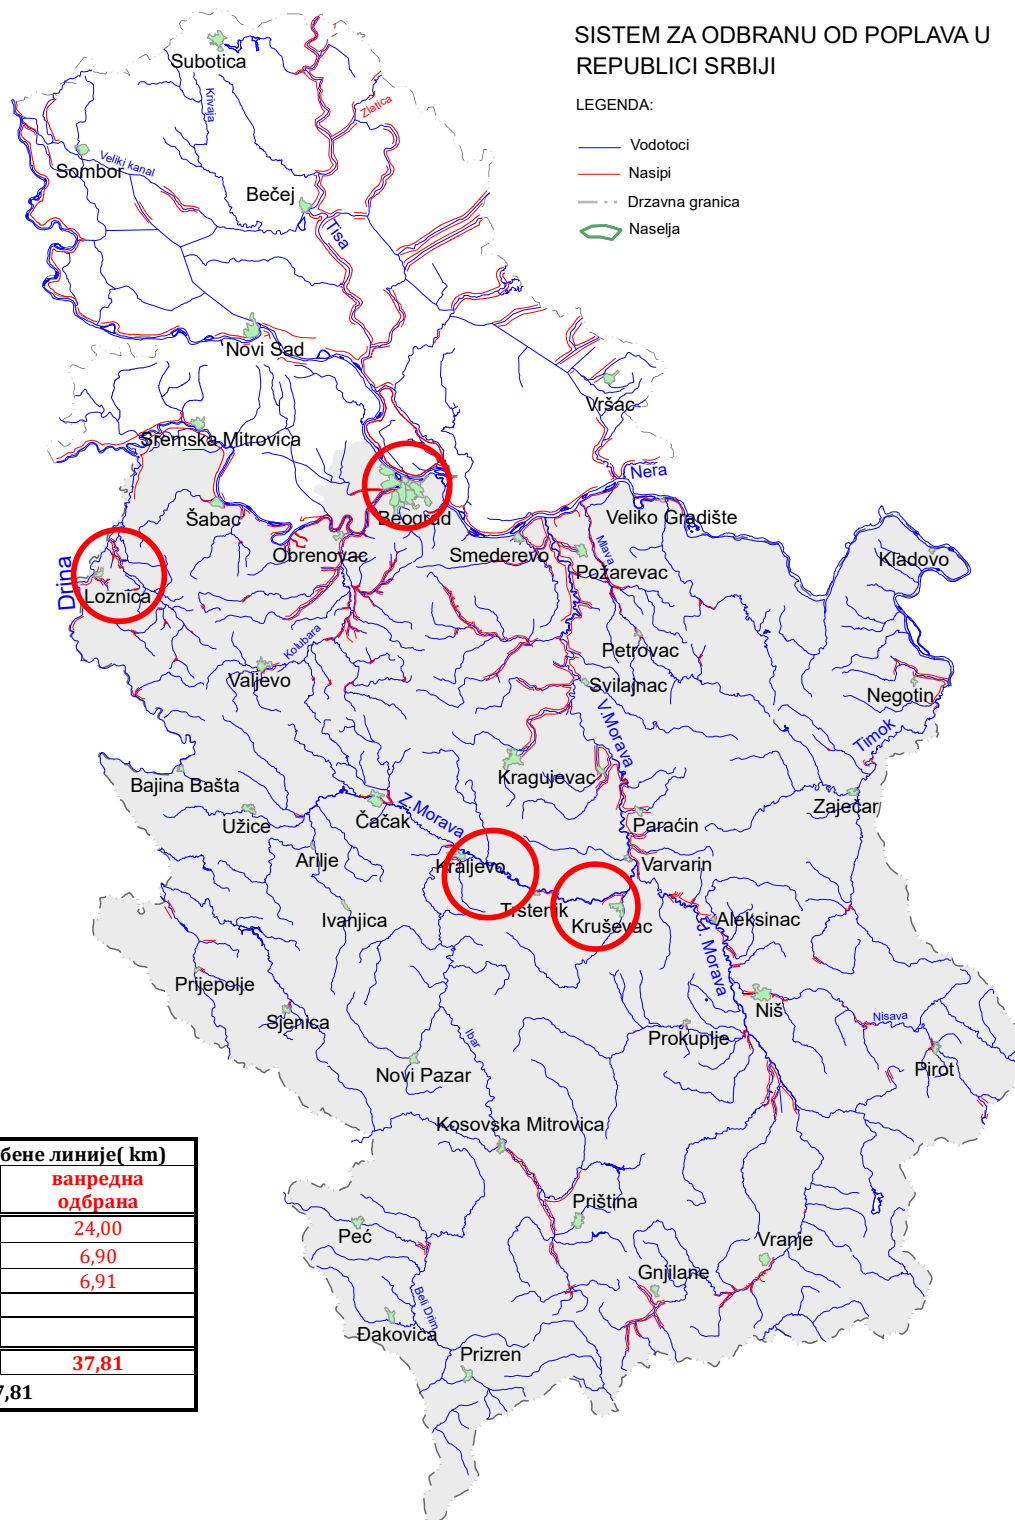 SISTEM ZA ODBRANU OD POPLAVA U
REPUBLICI SRBIJI
LEGENDA:
Vodotoci
Nasipi
Drzavna granica
Naselja
Subotica
Krivaja
Zlatica
Sombor
Veliki kanal
Bečej
Tisa
Novi Sad
Vršac
Sremska Mitrovica
Nera
Šabac
Beograd
Veliko Gradište
Obrenovac
Smederevo
Mlava
Požarevac
Kladovo
Drina
Loznica
Kolubara
Petrovac
Valjevo
Svilajnac
Negotin
V.Morava
Timok
Bajina Bašta
Kragujevac
Zaječar
Užice
Čačak
Z.Morava
Paraćin
Arilje
Kraljevo
Varvarin
Ivanjica
Trstenik
Kruševac
Aleksinac
J. Morava
Prijepolje
Sjenica
Niš
Nisava
Ibar
Prokuplje
Novi Pazar
Pirot
Kosovska Mitrovica
Priština
Peć
Vranje
Gnjilane
Beli Drim
Đakovica
Prizren
бене линије( km)
ванредна
одбрана
24,00
6,90
6,91
37,81
7,81